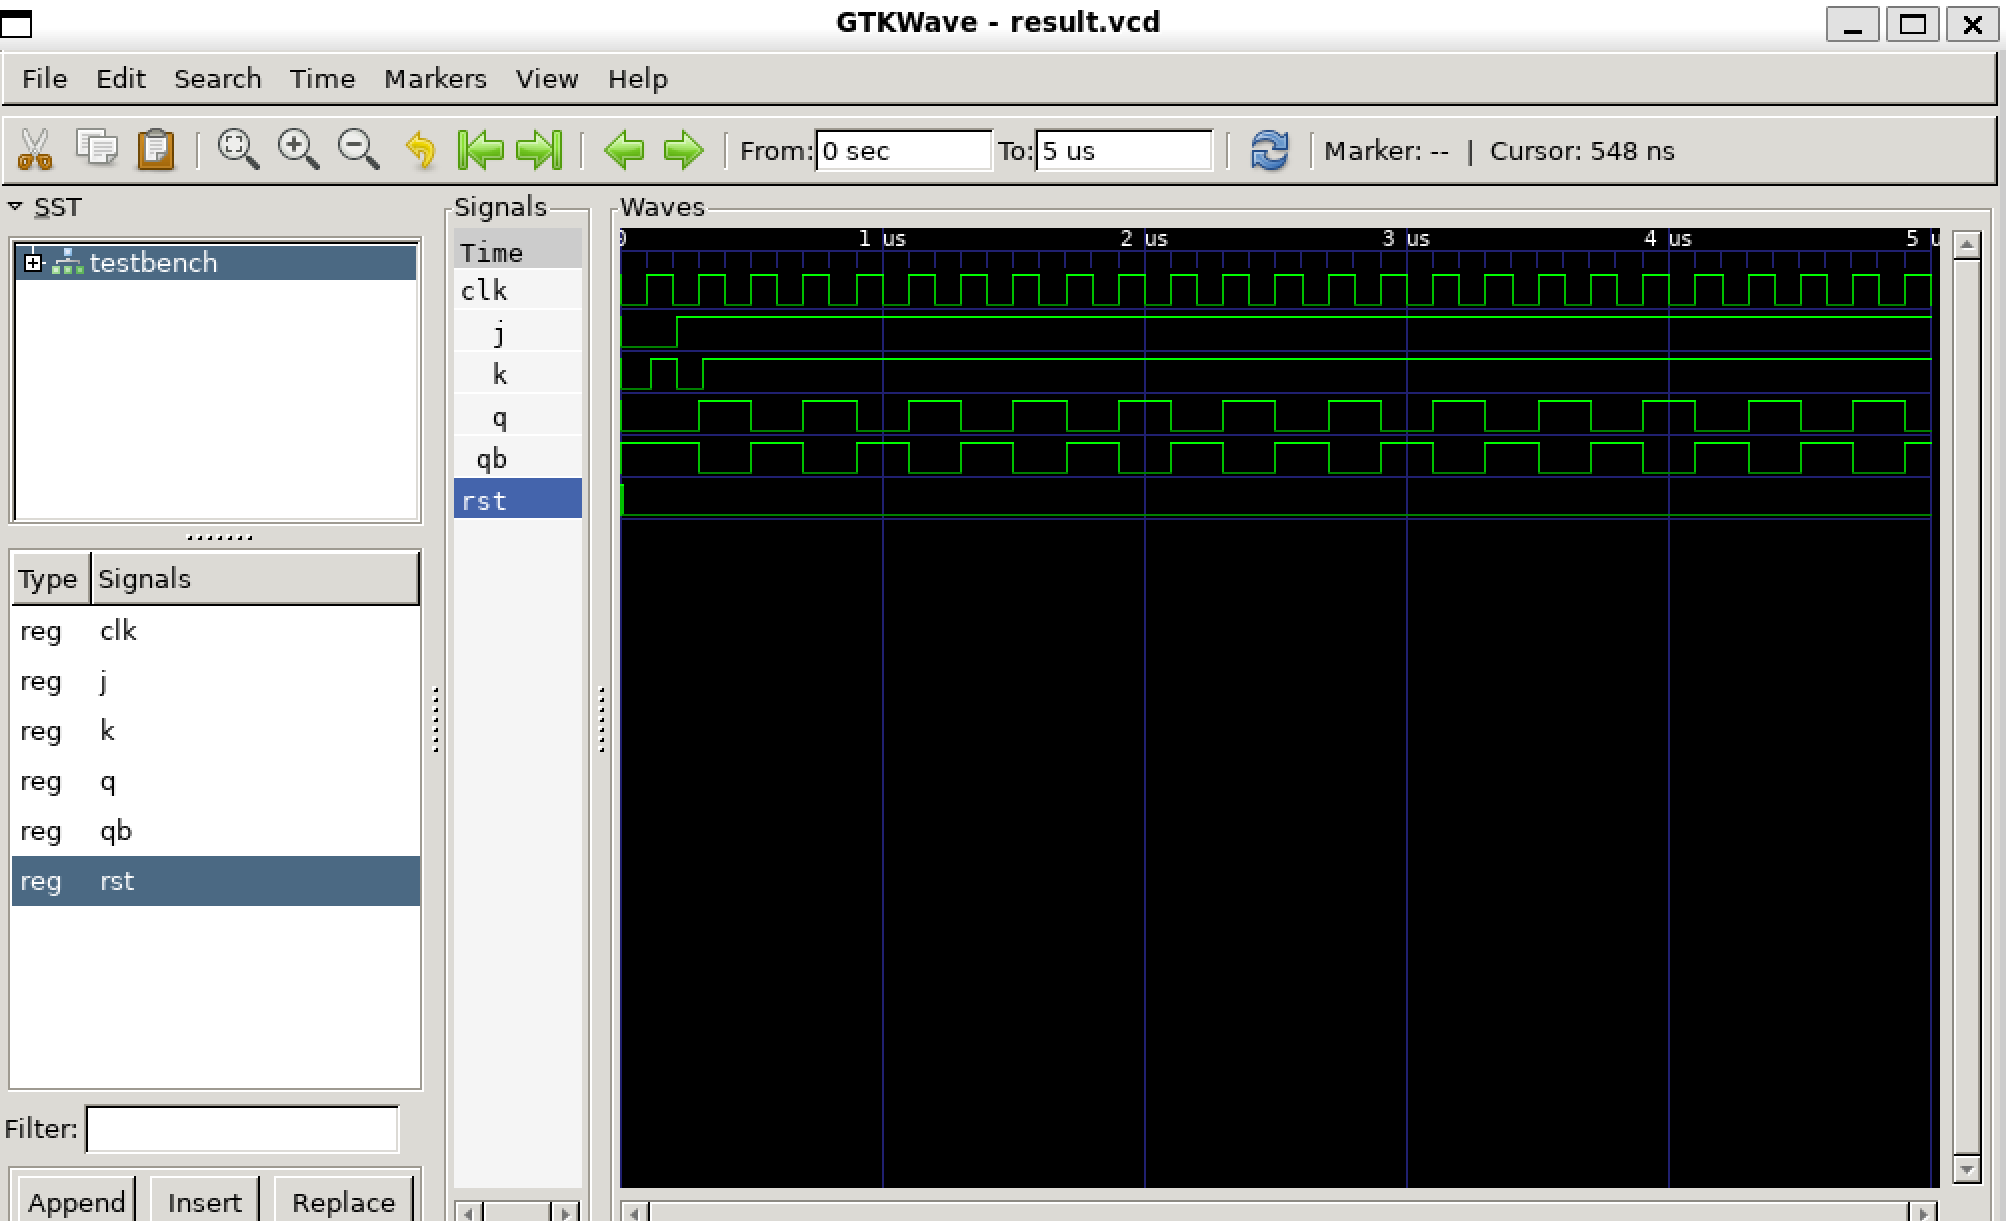 GTKWave - result.vcd
File Edit Search Time Markers View Help
From: 0 sec To: 5 us Marker: -- | Cursor: 548 ns
SST
testbench
Type Signals
reg clk
reg j
reg k
reg q
reg qb
reg rst
Filter:
Append Insert Replace
Signals
Time
clk
j
k
q
qb
rst
Waves
0 1 us 2 us 3 us 4 us 5 u